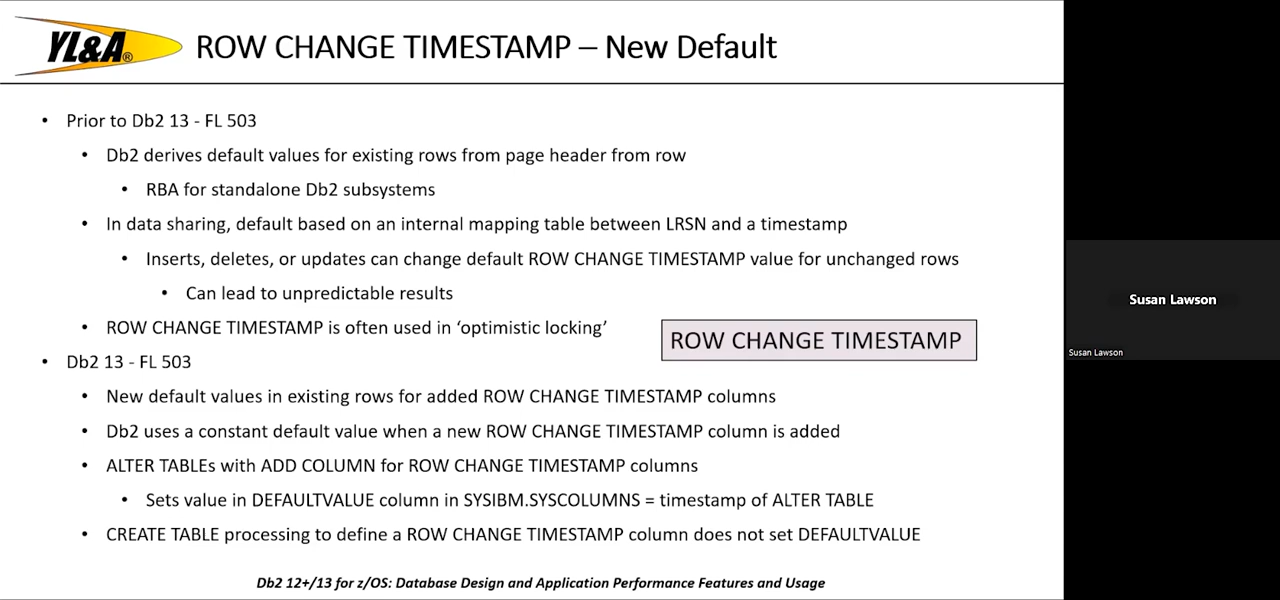 YL&A®
ROW CHANGE TIMESTAMP – New Default
• Prior to Db2 13 - FL 503
• Db2 derives default values for existing rows from page header from row
• RBA for standalone Db2 subsystems
• In data sharing, default based on an internal mapping table between LRSN and a timestamp
• Inserts, deletes, or updates can change default ROW CHANGE TIMESTAMP value for unchanged rows
• Can lead to unpredictable results
• ROW CHANGE TIMESTAMP is often used in ‘optimistic locking’
ROW CHANGE TIMESTAMP
• Db2 13 - FL 503
• New default values in existing rows for added ROW CHANGE TIMESTAMP columns
• Db2 uses a constant default value when a new ROW CHANGE TIMESTAMP column is added
• ALTER TABLEs with ADD COLUMN for ROW CHANGE TIMESTAMP columns
• Sets value in DEFAULTVALUE column in SYSIBM.SYSCOLUMNS = timestamp of ALTER TABLE
• CREATE TABLE processing to define a ROW CHANGE TIMESTAMP column does not set DEFAULTVALUE
Db2 12+/13 for z/OS: Database Design and Application Performance Features and Usage
Susan Lawson
Susan Lawson